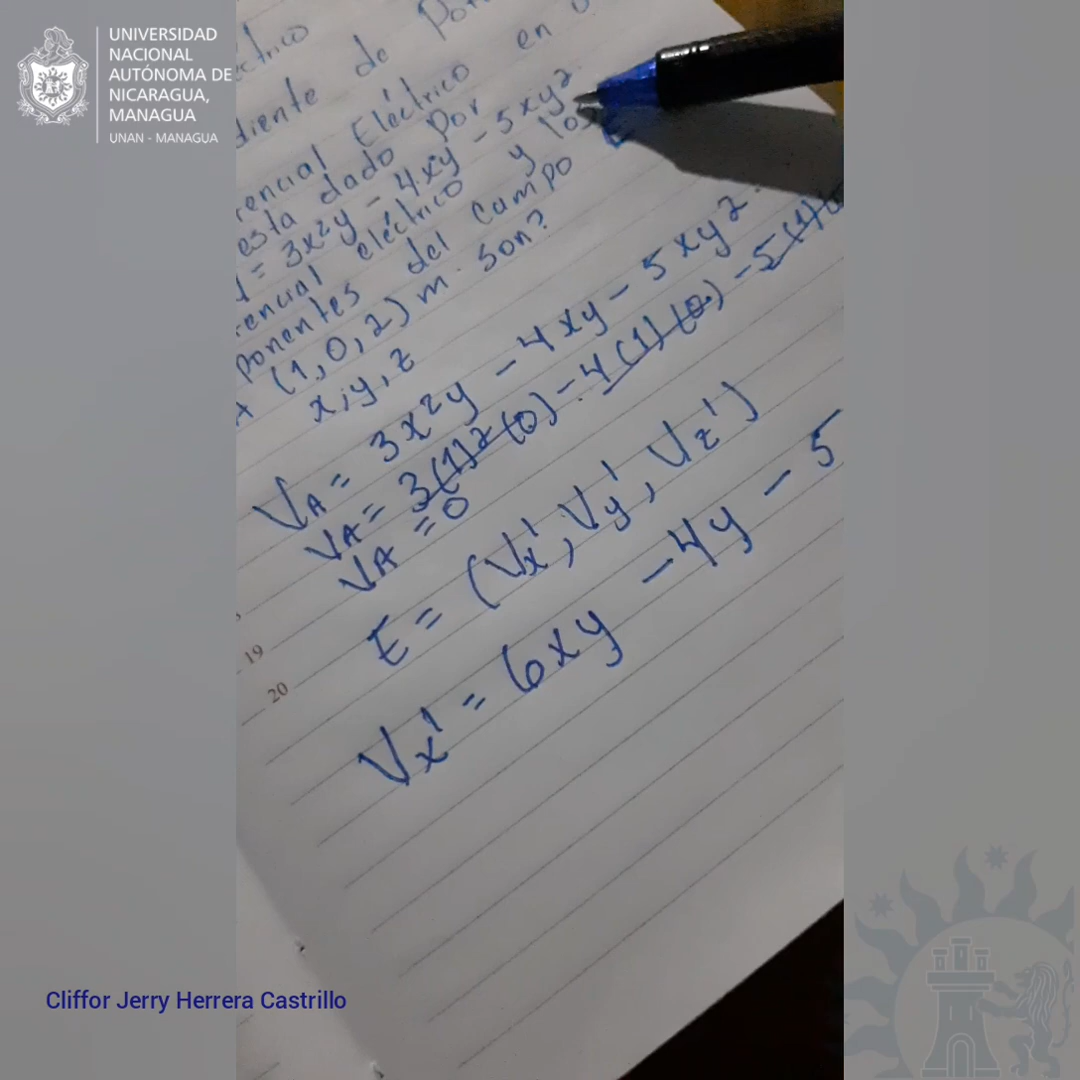 UNIVERSIDAD
NACIONAL
AUTÓNOMA DE
NICARAGUA,
MANAGUA
UNAN - MANAGUA
diente de
rencial Eléctrico en
esta dado por
= 3x²y - 4xy - 5xy²
rencial eléctrico y los
ponentes del campo
(1, 0, 2) m. son?
x, y, z
VA = 3x²y - 4xy - 5xy²
VA = 3(1)²(0) - 4(1)(0) - 5(1)(
VA = 0
E = (Vx', Vy', Vz')
Vx' = 6xy - 4y - 5
19
20
Cliffor Jerry Herrera Castrillo